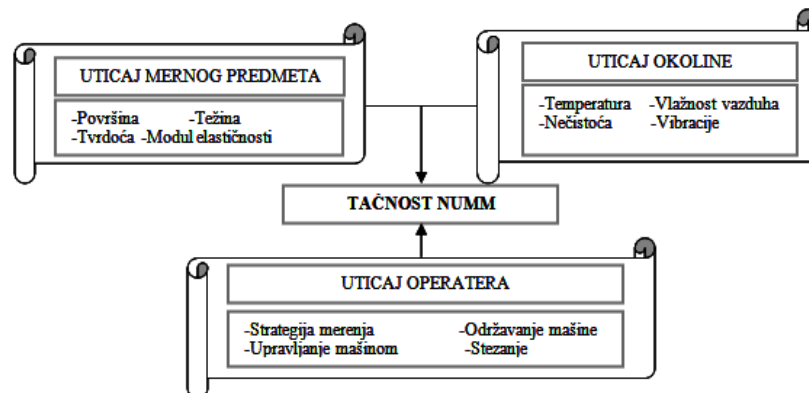 UTICAJ MERNOG PREDMETA
-Površina -Težina
-Tvrdoća -Modul elastičnosti
UTICAJ OKOLINE
-Temperatura -Vlažnost vazduha
-Nečistoća -Vibracije
TAČNOST NUMM
UTICAJ OPERATERA
-Strategija merenja -Održavanje mašine
-Upravljanje mašinom -Stezanje